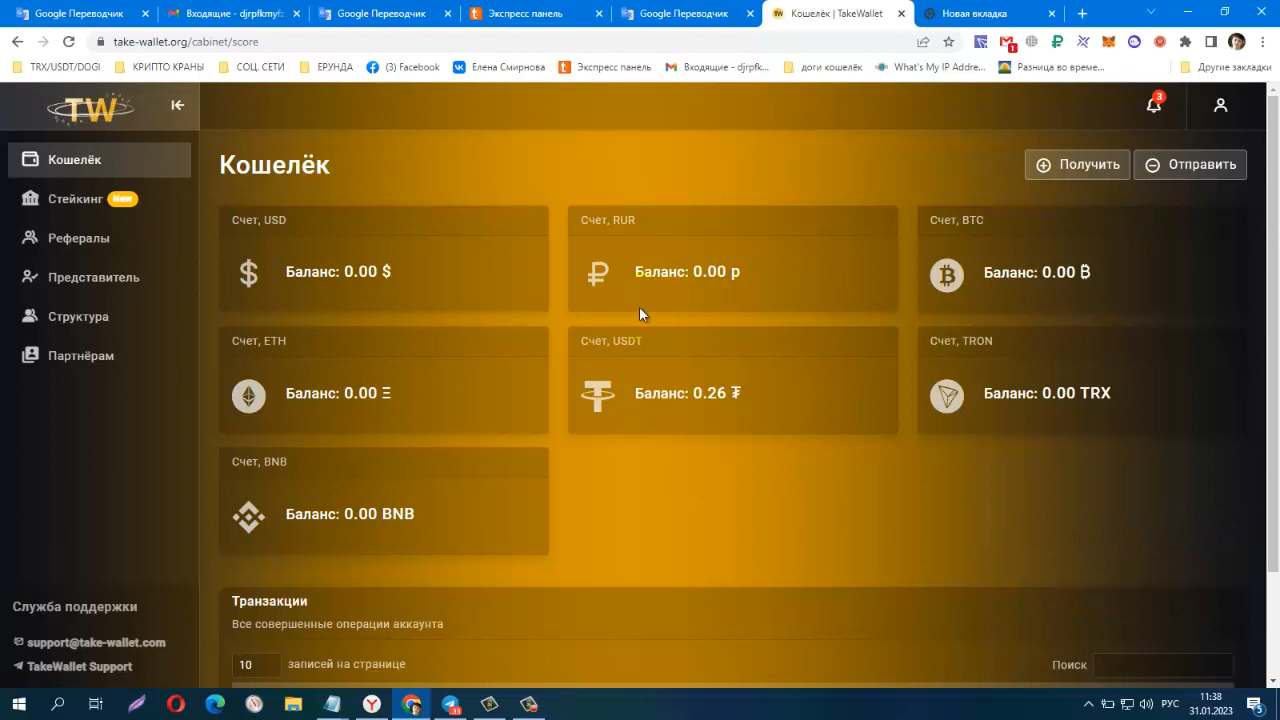 Google Переводчик
Входящие - djrpfkmyf
Google Переводчик
Экспресс панель
Google Переводчик
Кошелёк | TakeWallet
Новая вкладка
take-wallet.org/cabinet/score
1
TRX/USDT/DOGI
КРИПТО КРАНЫ
СОЦ. СЕТИ
ЕРУНДА
(3) Facebook
Елена Смирнова
Экспресс панель
Входящие - djrpfk...
доги кошелёк
What's My IP Addre...
Разница во време...
Другие закладки
TW
3
Кошелёк
Стейкинг New
Рефералы
Представитель
Структура
Партнёрам
Служба поддержки
support@take-wallet.com
TakeWallet Support
Кошелёк
Получить
Отправить
Счет, USD
Баланс: 0.00 $
Счет, RUR
Баланс: 0.00 р
Счет, BTC
Баланс: 0.00 ₿
Счет, ETH
Баланс: 0.00 Ξ
Счет, USDT
Баланс: 0.26 ₮
Счет, TRON
Баланс: 0.00 TRX
Счет, BNB
Баланс: 0.00 BNB
Транзакции
Все совершенные операции аккаунта
10 записей на странице
Поиск
РУС
11:38
31.01.2023